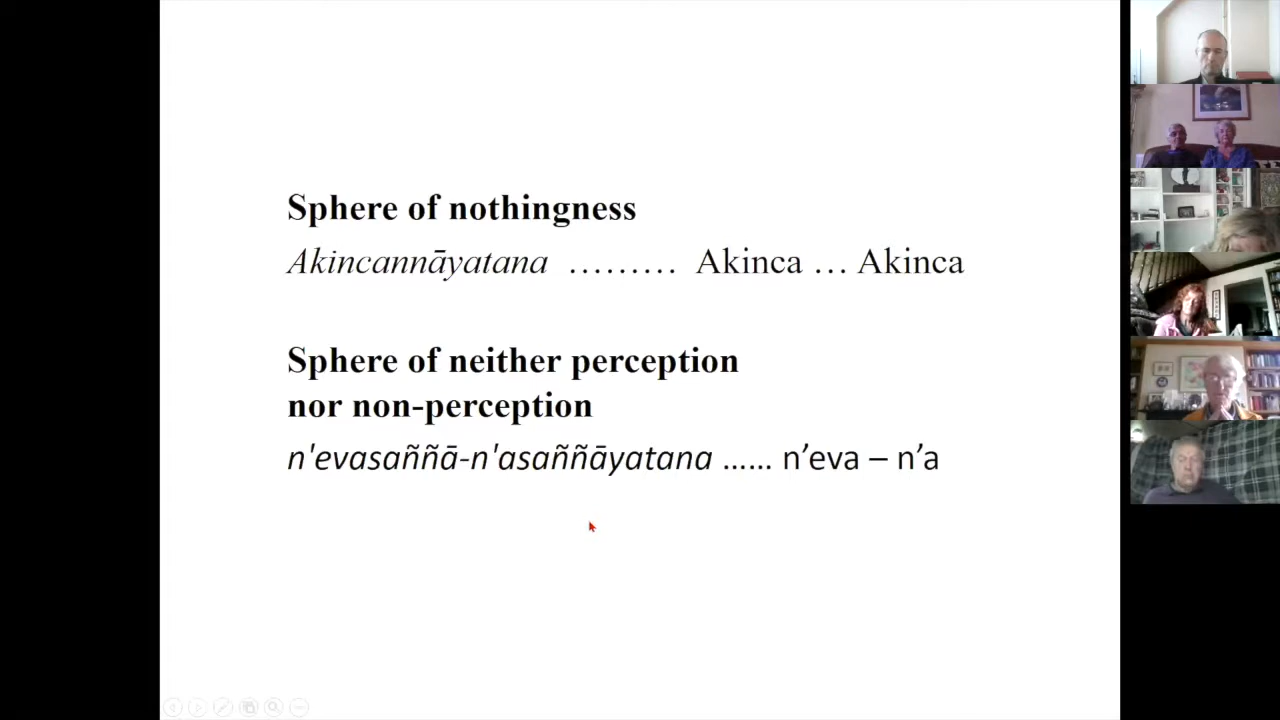 Sphere of nothingness
Akincannāyatana ……… Akinca … Akinca
Sphere of neither perception
nor non-perception
n'evasaññā-n'asaññāyatana …… n’eva – n’a